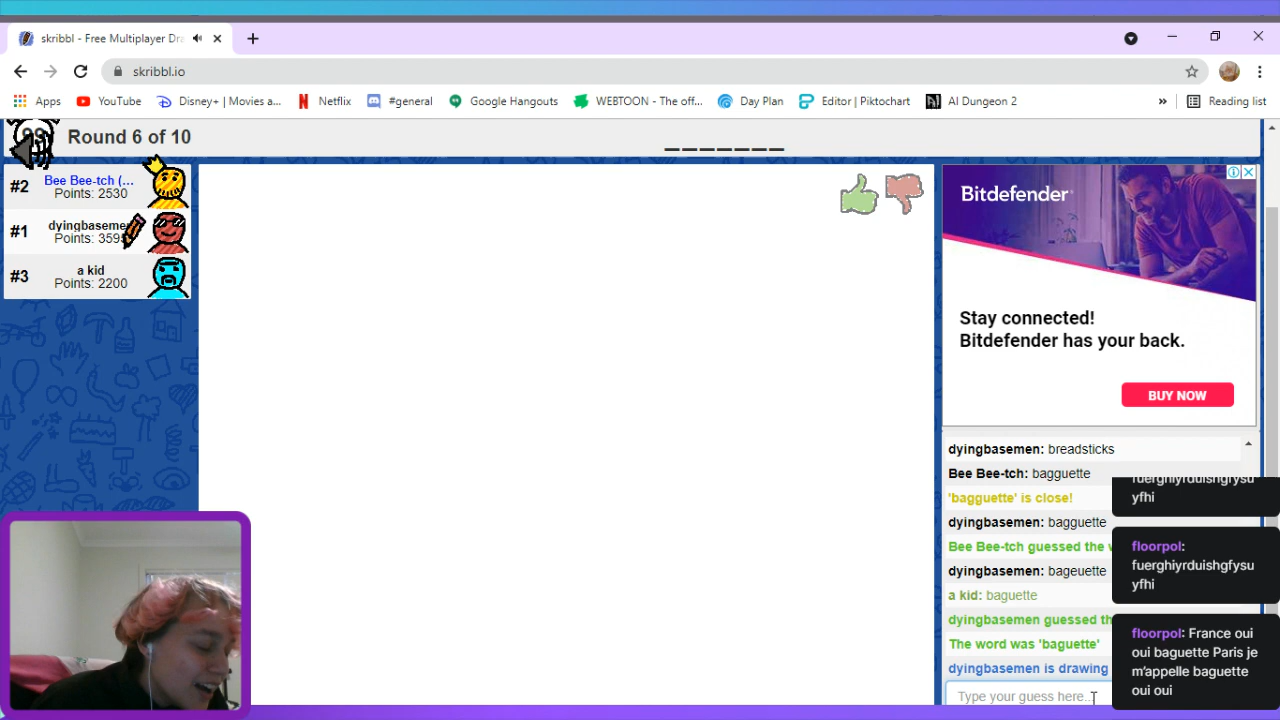 skribbl - Free Multiplayer Dra
skribbl.io
Apps YouTube Disney+ | Movies a... Netflix #general Google Hangouts WEBTOON - The off... Day Plan Editor | Piktochart AI Dungeon 2 » Reading list
99 Round 6 of 10 _______
#2 Bee Bee-tch (...
Points: 2530
#1 dyingbasemen
Points: 3595
#3 a kid
Points: 2200
Bitdefender
Stay connected!
Bitdefender has your back.
BUY NOW
dyingbasemen: breadsticks
Bee Bee-tch: bagguette
'bagguette' is close!
dyingbasemen: bagguette
Bee Bee-tch guessed the w
dyingbasemen: bageuette
a kid: baguette
dyingbasemen guessed th
The word was 'baguette'
dyingbasemen is drawing
Type your guess here...
fuerghiyrduishgfysu
yfhi
floorpol:
fuerghiyrduishgfysu
yfhi
floorpol: France oui
oui baguette Paris je
m'appelle baguette
oui oui